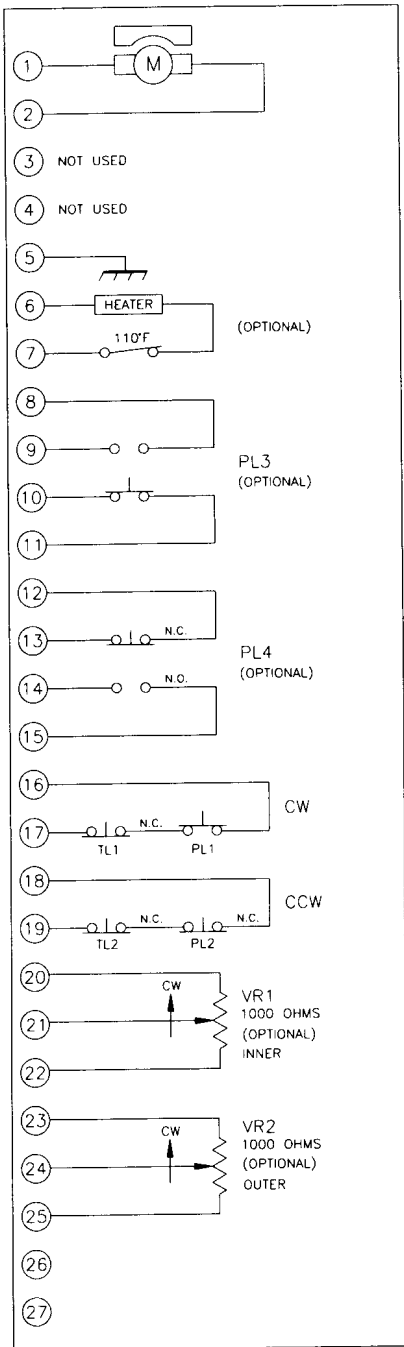 1
M
2
3 NOT USED
4 NOT USED
5
6 HEATER
(OPTIONAL)
7 110°F
8
9
PL3
(OPTIONAL)
10
11
12
13 N.C.
PL4
(OPTIONAL)
14 N.O.
15
16
CW
17 N.C.
TL1 PL1
18
CCW
19 N.C. N.C.
TL2 PL2
20
CW VR1
21 1000 OHMS
(OPTIONAL)
22 INNER
23
CW VR2
1000 OHMS
24 (OPTIONAL)
OUTER
25
26
27